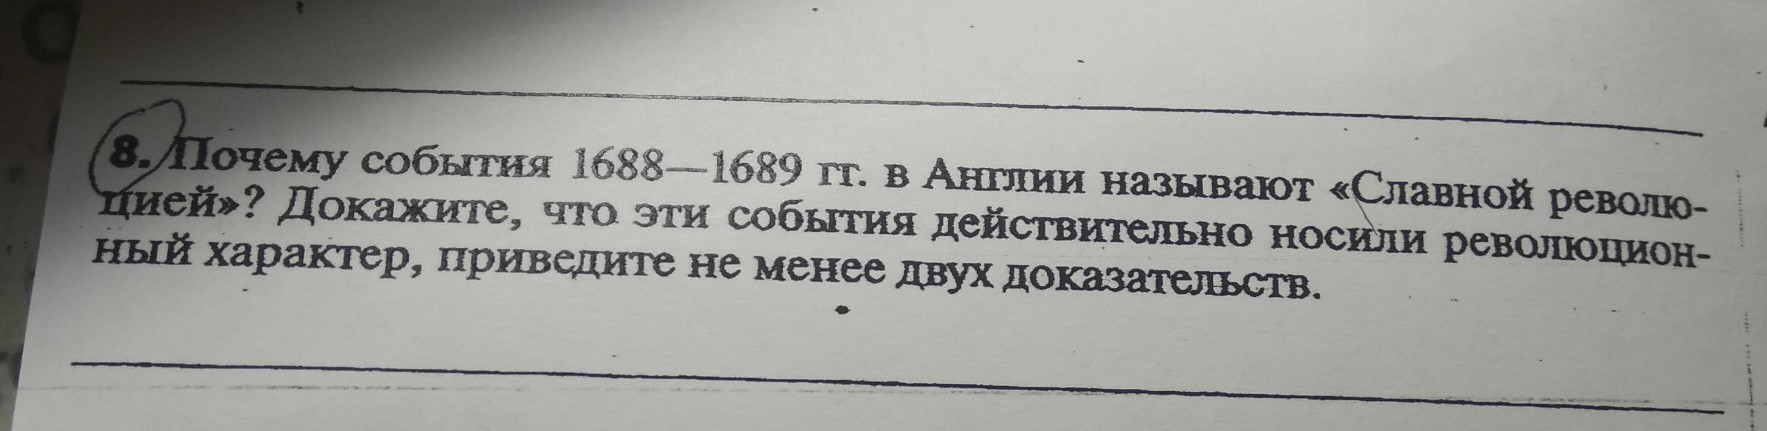 8. Почему события 1688—1689 гг. в Англии называют «Славной револю-
цией»? Докажите, что эти события действительно носили революцион-
ный характер, приведите не менее двух доказательств.